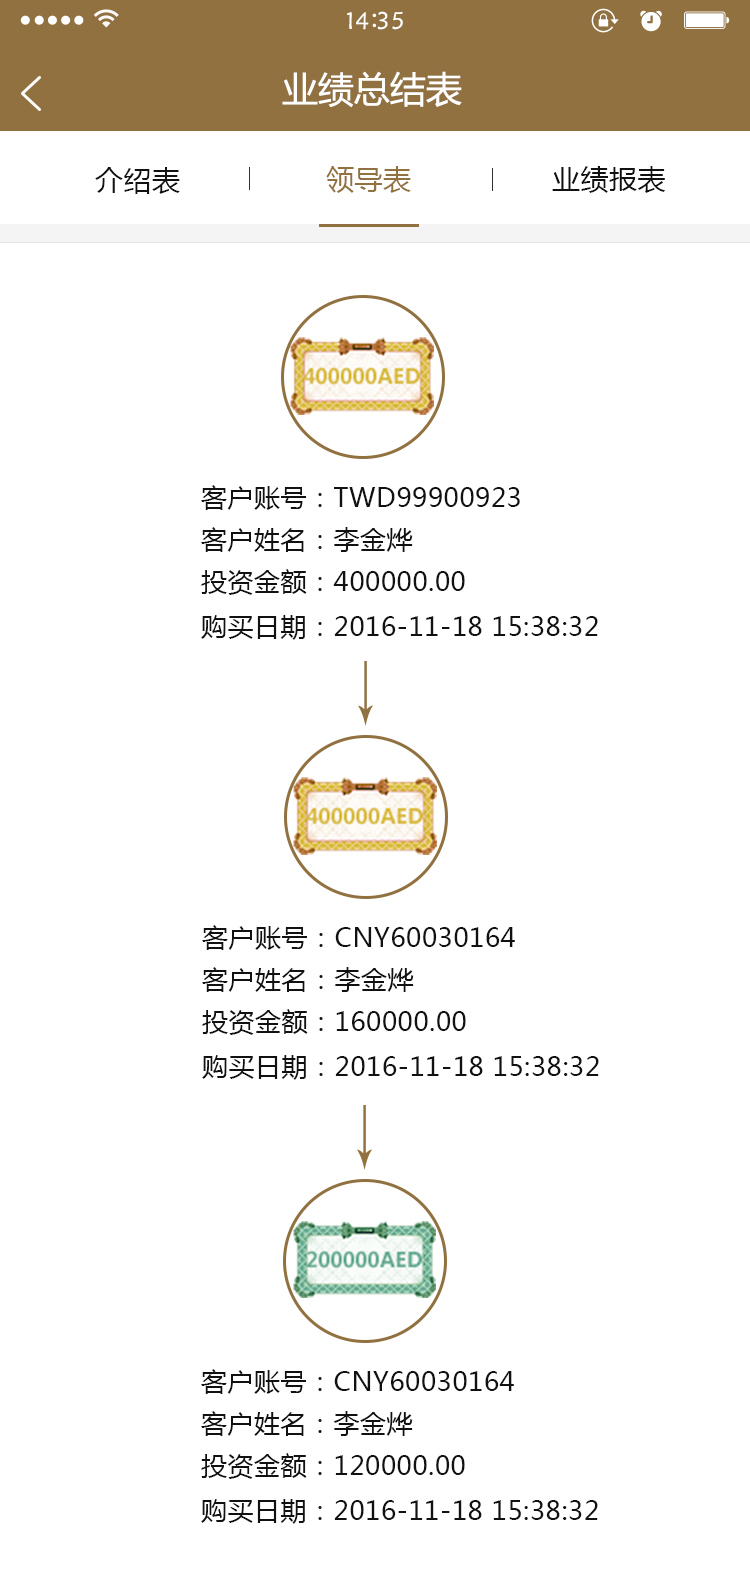 14:35
业绩总结表
介绍表 | 领导表 | 业绩报表
400000AED
客户账号：TWD99900923
客户姓名：李金烨
投资金额：400000.00
购买日期：2016-11-18 15:38:32
400000AED
客户账号：CNY60030164
客户姓名：李金烨
投资金额：160000.00
购买日期：2016-11-18 15:38:32
200000AED
客户账号：CNY60030164
客户姓名：李金烨
投资金额：120000.00
购买日期：2016-11-18 15:38:32